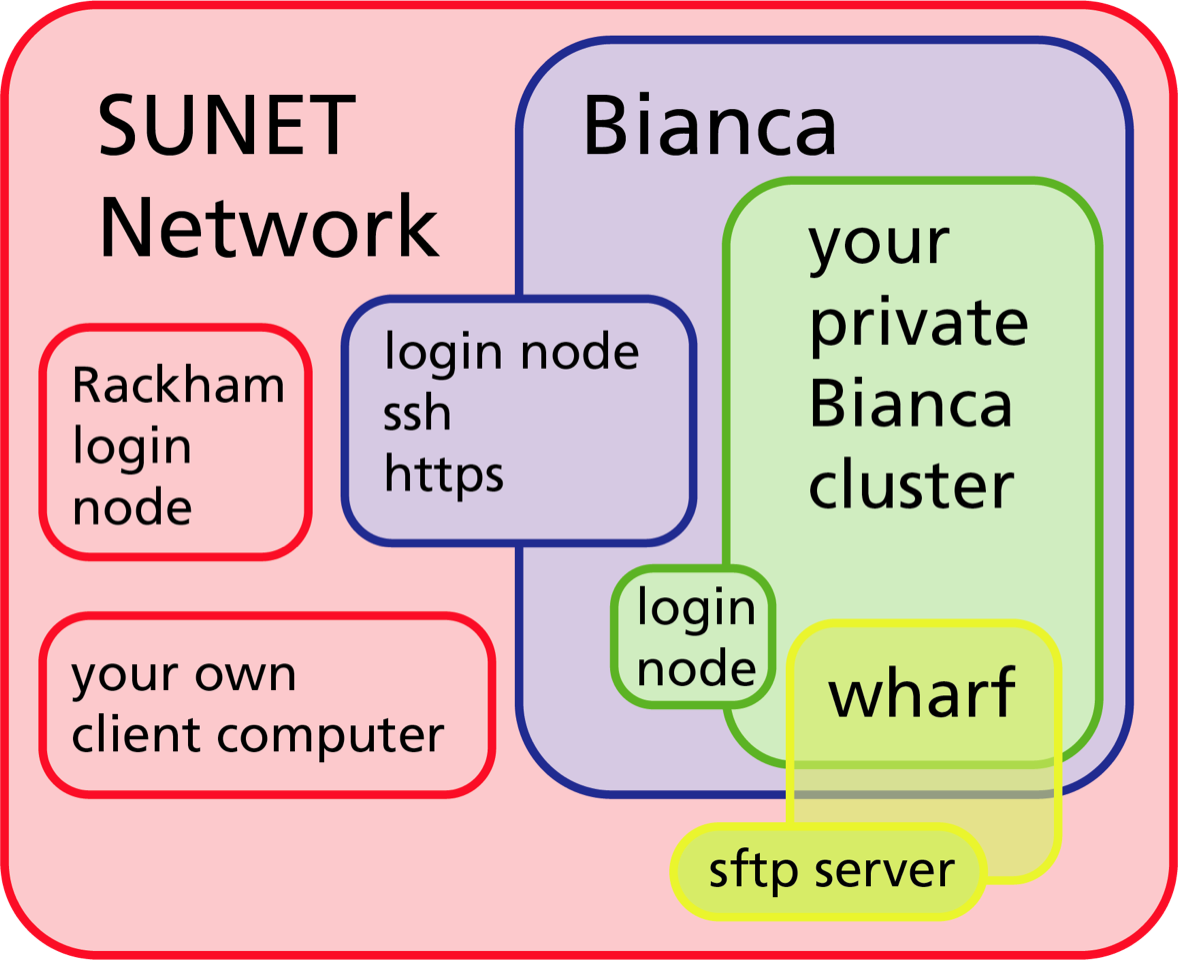 SUNET
Network
Bianca
your
private
Bianca
cluster
Rackham
login
node
login node
ssh
https
login
node
your own
client computer
wharf
sftp server